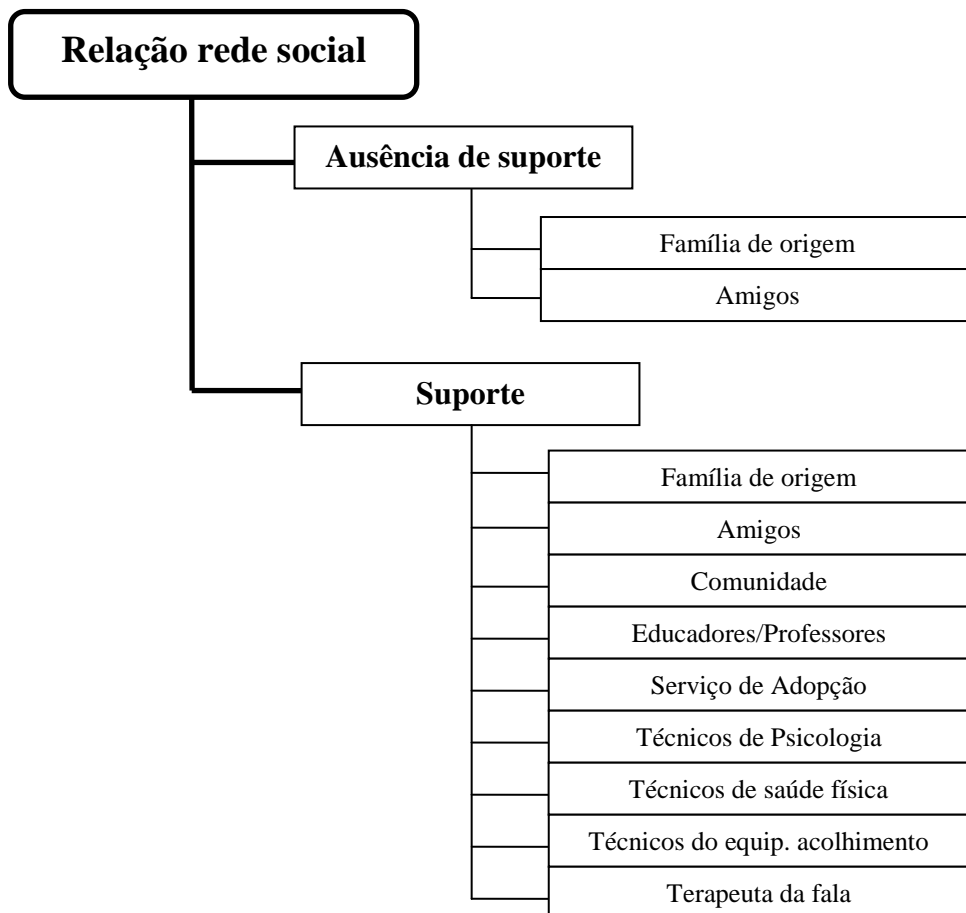 Relação rede social
Ausência de suporte
Família de origem
Amigos
Suporte
Família de origem
Amigos
Comunidade
Educadores/Professores
Serviço de Adopção
Técnicos de Psicologia
Técnicos de saúde física
Técnicos do equip. acolhimento
Terapeuta da fala